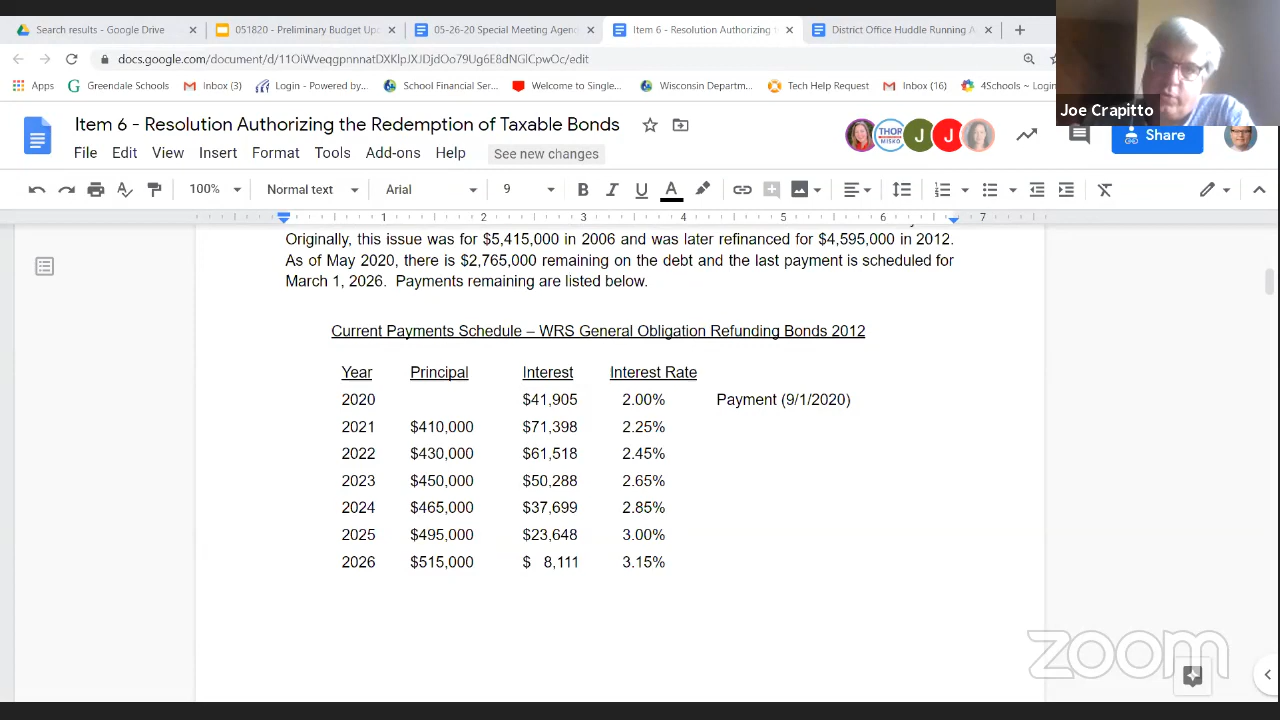 Search results - Google Drive
051820 - Preliminary Budget Up
05-26-20 Special Meeting Agen
Item 6 - Resolution Authorizing
District Office Huddle Running A
docs.google.com/document/d/
/edit
Apps
Greendale Schools
Inbox (3)
Login - Powered by...
School Financial Ser...
Welcome to Single...
Wisconsin Departm...
Tech Help Request
Inbox (16)
4Schools ~ Login
Joe Crapitto
Item 6 - Resolution Authorizing the Redemption of Taxable Bonds
THOR
MISKO
J
J
Share
File Edit View Insert Format Tools Add-ons Help See new changes
100% Normal text Arial 9 B I U A
1 2 3 4 5 6 7
Originally, this issue was for $5,415,000 in 2006 and was later refinanced for $4,595,000 in 2012.
As of May 2020, there is $2,765,000 remaining on the debt and the last payment is scheduled for
March 1, 2026. Payments remaining are listed below.
Current Payments Schedule – WRS General Obligation Refunding Bonds 2012
Year Principal Interest Interest Rate
2020 $41,905 2.00% Payment (9/1/2020)
2021 $410,000 $71,398 2.25%
2022 $430,000 $61,518 2.45%
2023 $450,000 $50,288 2.65%
2024 $465,000 $37,699 2.85%
2025 $495,000 $23,648 3.00%
2026 $515,000 $ 8,111 3.15%
zoom